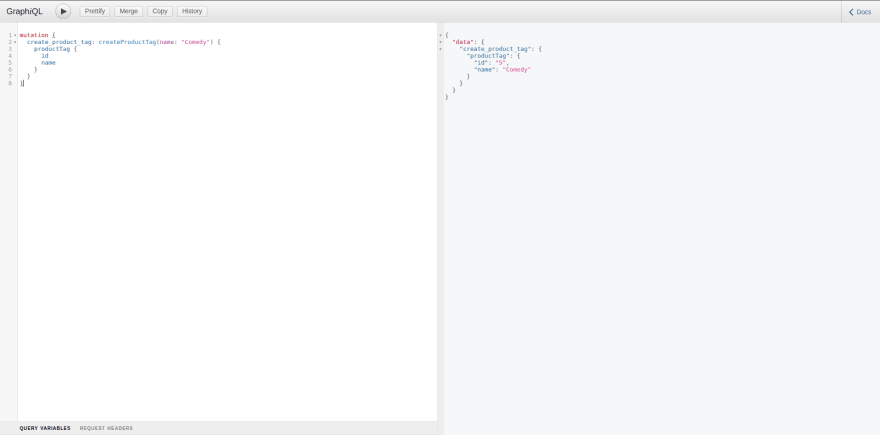 GraphiQL Prettify Merge Copy History Docs
1 mutation {
2 create_product_tag: createProductTag(name: "Comedy") {
3 productTag {
4 id
5 name
6 }
7 }
8 }
{
"data": {
"create_product_tag": {
"productTag": {
"id": "5",
"name": "Comedy"
}
}
}
}
QUERY VARIABLES REQUEST HEADERS